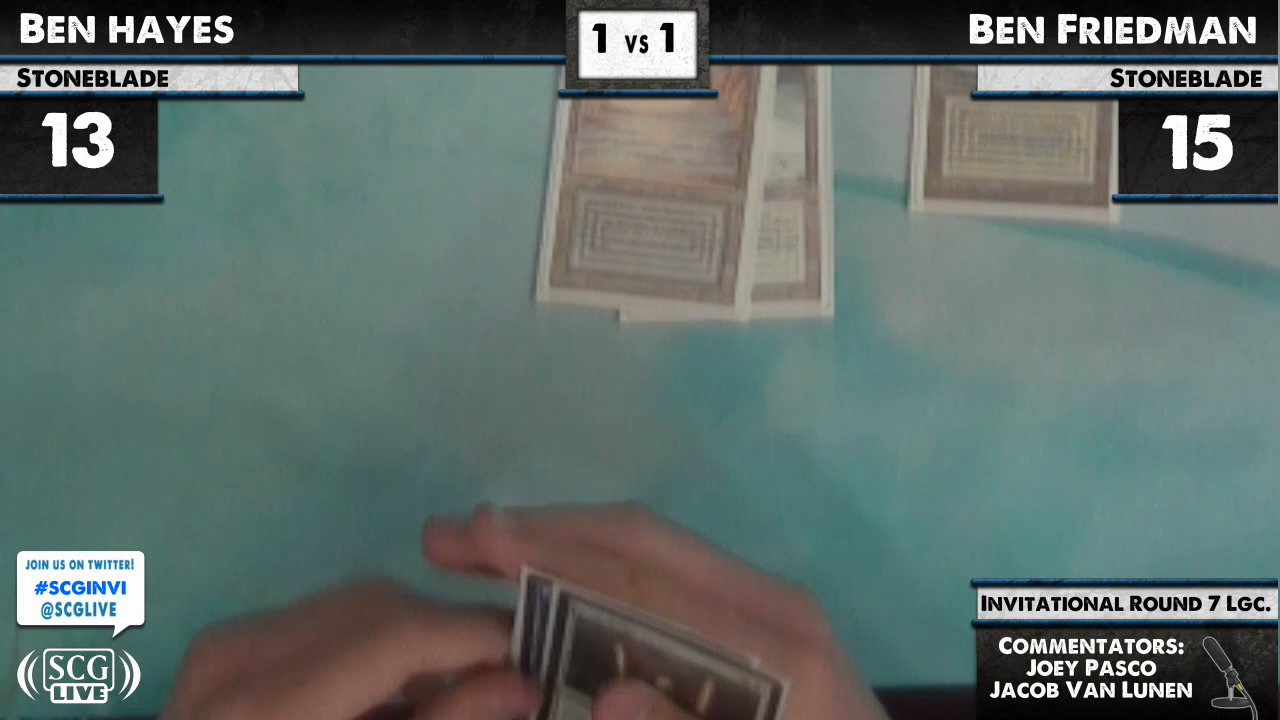 BEN HAYES
1 VS 1
BEN FRIEDMAN
STONEBLADE
STONEBLADE
13
15
JOIN US ON TWITTER!
#SCGINVI
@SCGLIVE
SCG
LIVE
INVITATIONAL ROUND 7 LGC.
COMMENTATORS:
JOEY PASCO
JACOB VAN LUNEN